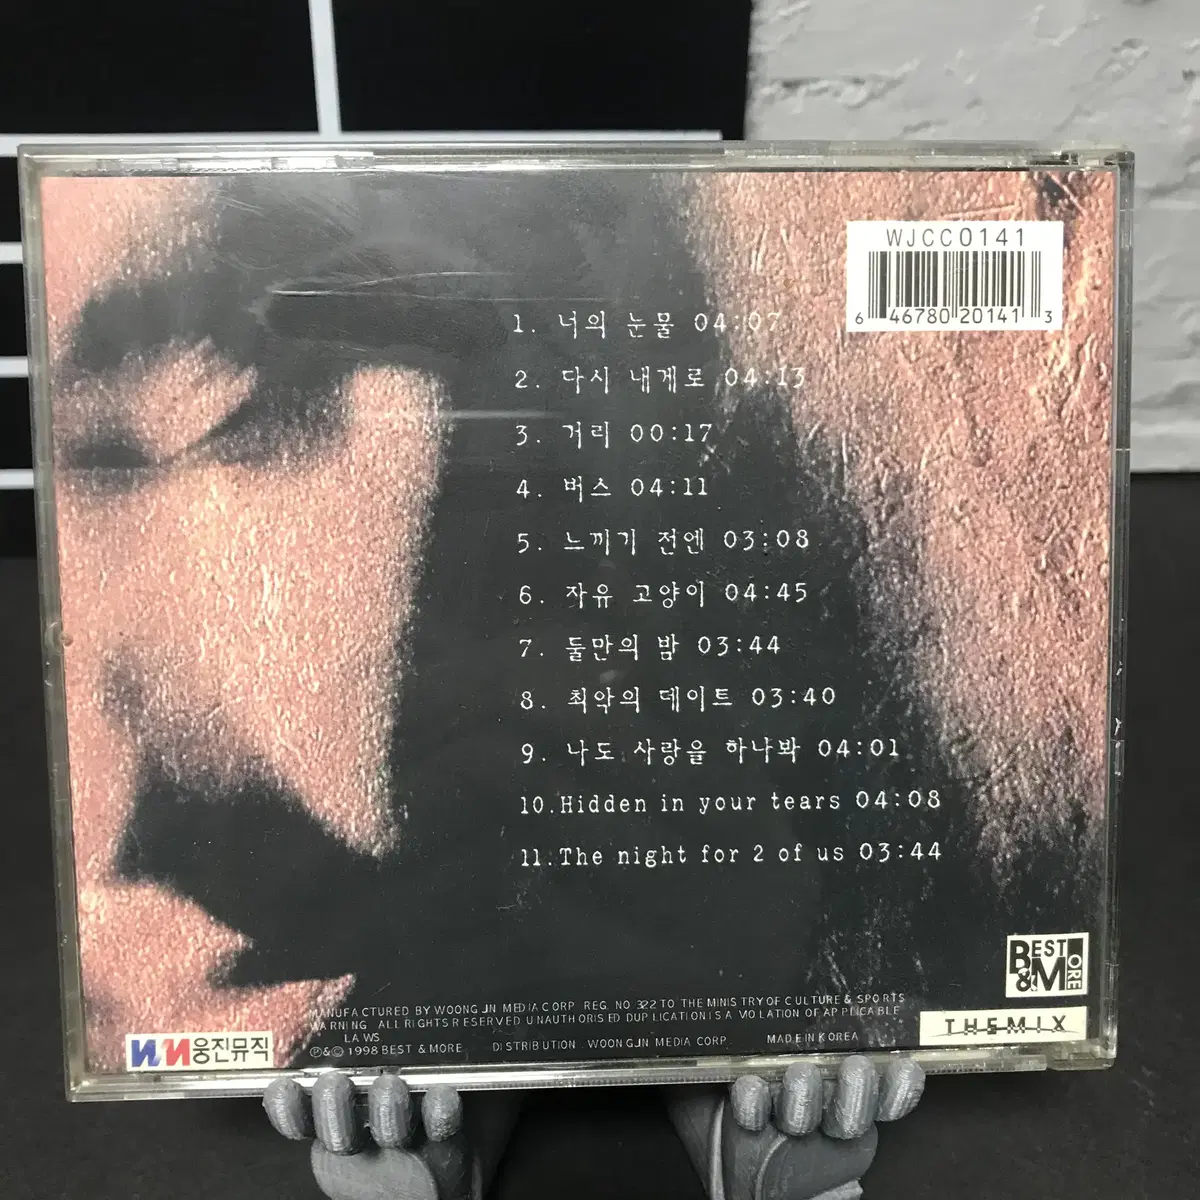 WJCC0141
6 46780 20141 3
1. 너의 눈물 04:07
2. 다시 내게로 04:13
3. 거리 00:17
4. 버스 04:11
5. 느끼기 전엔 03:08
6. 자유 고양이 04:45
7. 둘만의 밤 03:44
8. 최악의 데이트 03:40
9. 나도 사랑을 하나봐 04:01
10.Hidden in your tears 04:08
11.The night for 2 of us 03:44
BEST & MORE
MANUFACTURED BY WOONGJIN MEDIA CORP. REG. NO.322 TO THE MINISTRY OF CULTURE & SPORTS
WARNING ALL RIGHTS RESERVED UNAUTHORISED DUPLICATION IS A VIOLATION OF APPLICABLE
LAWS
℗&© 1998 BEST & MORE DISTRIBUTION. WOONGJIN MEDIA CORP. MADE IN KOREA
웅진뮤직
THEMIX